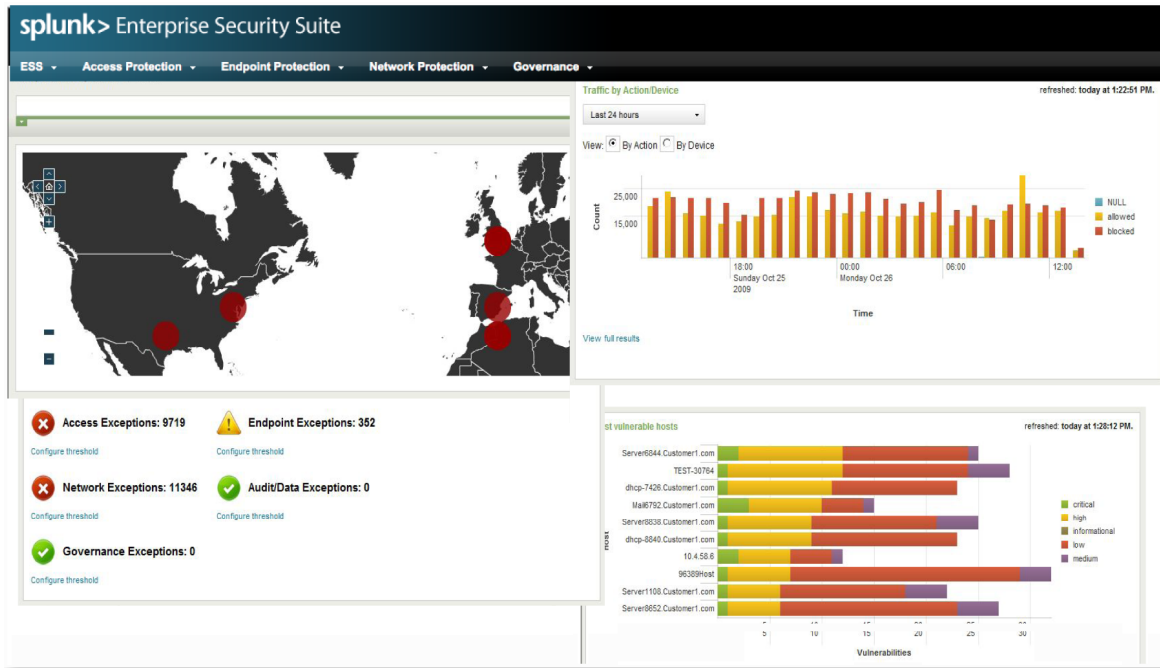 splunk> Enterprise Security Suite
ESS Access Protection Endpoint Protection Network Protection Governance
Traffic by Action/Device refreshed: today at 1:22:51 PM.
Last 24 hours
View: By Action By Device
25,000
15,000
Count
NULL
allowed
blocked
18:00 00:00 06:00 12:00
Sunday Oct 25 Monday Oct 26
2009
Time
View full results
Access Exceptions: 9719 Endpoint Exceptions: 352
Configure threshold Configure threshold
Network Exceptions: 11346 Audit/Data Exceptions: 0
Configure threshold Configure threshold
Governance Exceptions: 0
Configure threshold
st vulnerable hosts refreshed: today at 1:28:12 PM.
Server6844.Customer1.com
TEST-30764
dhcp-7426.Customer1.com
Mail6792.Customer1.com
Server8838.Customer1.com
dhcp-8840.Customer1.com
10.4.58.6
96389Host
Server1108.Customer1.com
Server8652.Customer1.com
critical
high
informational
low
medium
5 10 15 20 25 30
Vulnerabilities